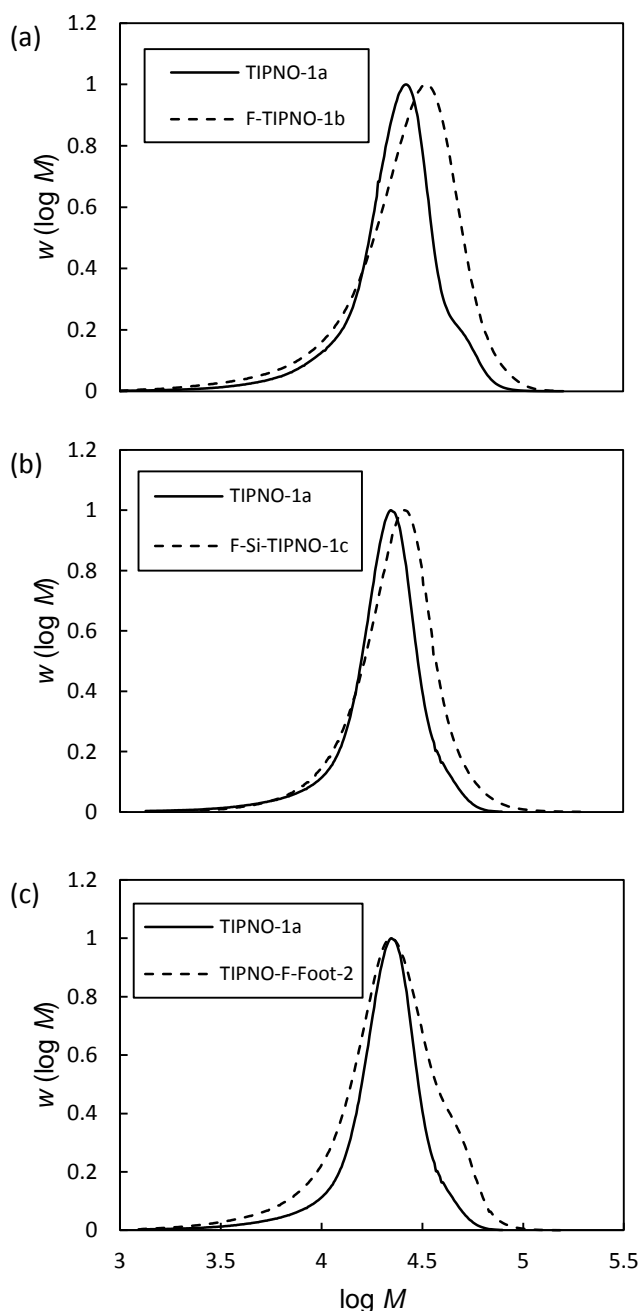 (a)
1.2
1
0.8
0.6
0.4
0.2
0
w (log M)
TIPNO-1a
F-TIPNO-1b
(b)
1.2
1
0.8
0.6
0.4
0.2
0
w (log M)
TIPNO-1a
F-Si-TIPNO-1c
(c)
1.2
1
0.8
0.6
0.4
0.2
0
w (log M)
TIPNO-1a
TIPNO-F-Foot-2
3 3.5 4 4.5 5 5.5
log M